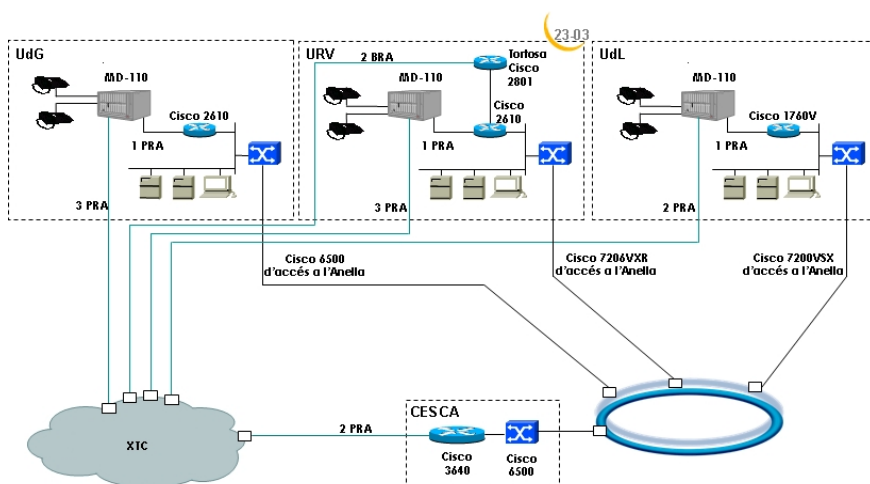 23-03
UdG
URV
UdL
2 BRA
Tortosa
Cisco
2801
MD-110
MD-110
MD-110
Cisco 2610
Cisco
2610
Cisco 1760V
1 PRA
1 PRA
1 PRA
3 PRA
3 PRA
2 PRA
Cisco 6500
d'accés a l'Anella
Cisco 7206VXR
d'accés a l'Anella
Cisco 7200VSX
d'accés a l'Anella
CESCA
2 PRA
XTC
Cisco
3640
Cisco
6500